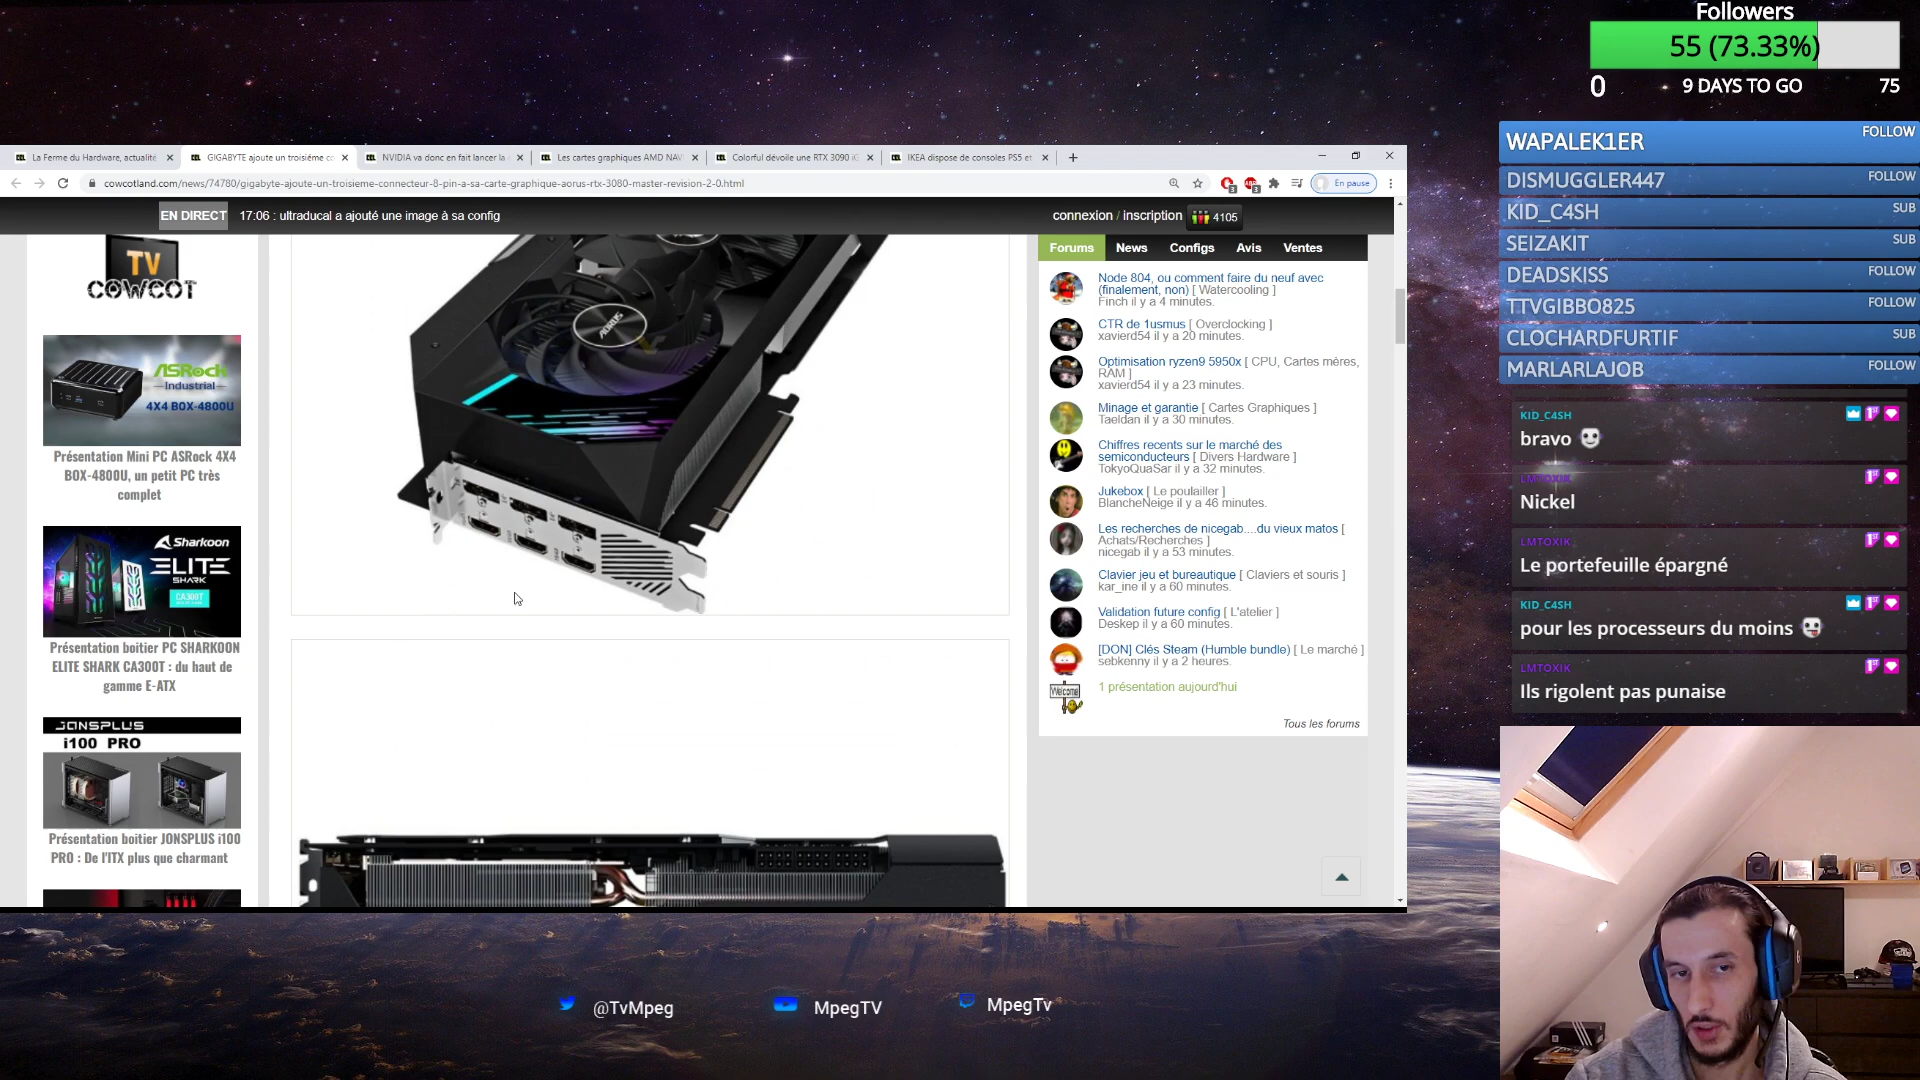 Followers
55 (73.33%)
0
9 DAYS TO GO
75
WAPALEK1ER
FOLLOW
DISMUGGLER447
FOLLOW
KID_C4SH
SUB
SEIZAKIT
SUB
DEADSKISS
FOLLOW
TTVGIBBO825
FOLLOW
CLOCHARDFURTIF
SUB
MARLARLAJOB
FOLLOW
KID_C4SH
bravo
LMTOXIK
Nickel
LMTOXIK
Le portefeuille épargné
KID_C4SH
pour les processeurs du moins
LMTOXIK
Ils rigolent pas punaise
La Ferme du Hardware, actualité
GIGABYTE ajoute un troisième co
NVIDIA va donc en fait lancer la
Les cartes graphiques AMD NAV
Colorful dévoile une RTX 3090 iG
IKEA dispose de consoles PS5 et
cowcotland.com/news/74780/gigabyte-ajoute-un-troisieme-connecteur-8-pin-a-sa-carte-graphique-aorus-rtx-3080-master-revision-2-0.html
En pause
EN DIRECT
17:06 : ultraducal a ajouté une image à sa config
connexion / inscription
4105
TV
COWCOT
ASRock
Industrial
4X4 BOX-4800U
Présentation Mini PC ASRock 4X4
BOX-4800U, un petit PC très
complet
Sharkoon
ELITE
SHARK
CA300T
Présentation boitier PC SHARKOON
ELITE SHARK CA300T : du haut de
gamme E-ATX
JONSPLUS
i100 PRO
Présentation boitier JONSPLUS i100
PRO : De l'ITX plus que charmant
AORUS
Forums
News
Configs
Avis
Ventes
Node 804, ou comment faire du neuf avec
(finalement, non) [ Watercooling ]
Finch il y a 4 minutes.
CTR de 1usmus [ Overclocking ]
xavierd54 il y a 20 minutes.
Optimisation ryzen9 5950x [ CPU, Cartes mères,
RAM ]
xavierd54 il y a 23 minutes.
Minage et garantie [ Cartes Graphiques ]
Taeldan il y a 30 minutes.
Chiffres recents sur le marché des
semiconducteurs [ Divers Hardware ]
TokyoQuaSar il y a 32 minutes.
Jukebox [ Le poulailler ]
BlancheNeige il y a 46 minutes.
Les recherches de nicegab....du vieux matos [
Achats/Recherches ]
nicegab il y a 53 minutes.
Clavier jeu et bureautique [ Claviers et souris ]
kar_ine il y a 60 minutes.
Validation future config [ L'atelier ]
Deskep il y a 60 minutes.
[DON] Clés Steam (Humble bundle) [ Le marché ]
sebkenny il y a 2 heures.
Welcome
1 présentation aujourd'hui
Tous les forums
@TvMpeg
MpegTV
MpegTv